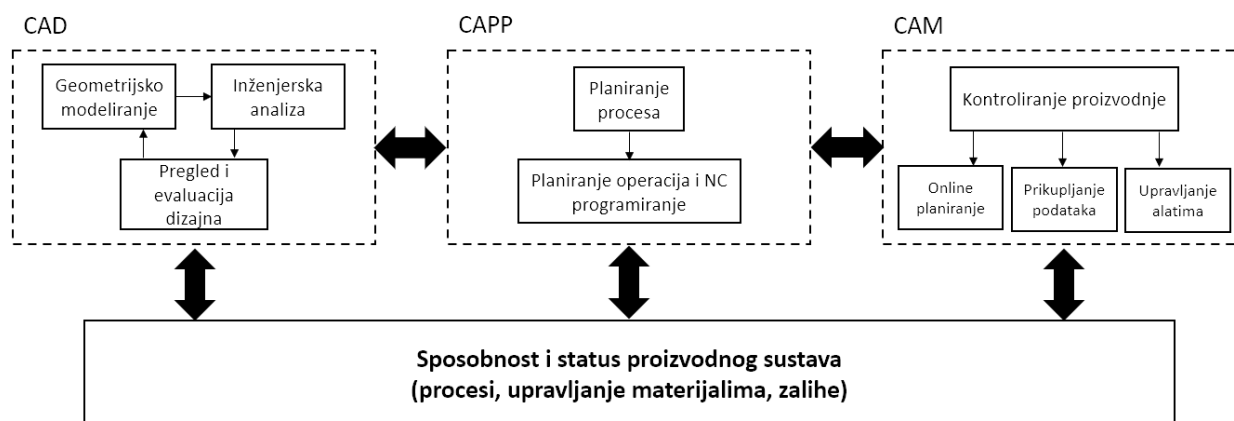 CAD
Geometrijsko
modeliranje
Inženjerska
analiza
Pregled i
evaluacija
dizajna
CAPP
Planiranje
procesa
Planiranje operacija i NC
programiranje
CAM
Kontroliranje proizvodnje
Online
planiranje
Prikupljanje
podataka
Upravljanje
alatima
Sposobnost i status proizvodnog sustava
(procesi, upravljanje materijalima, zalihe)